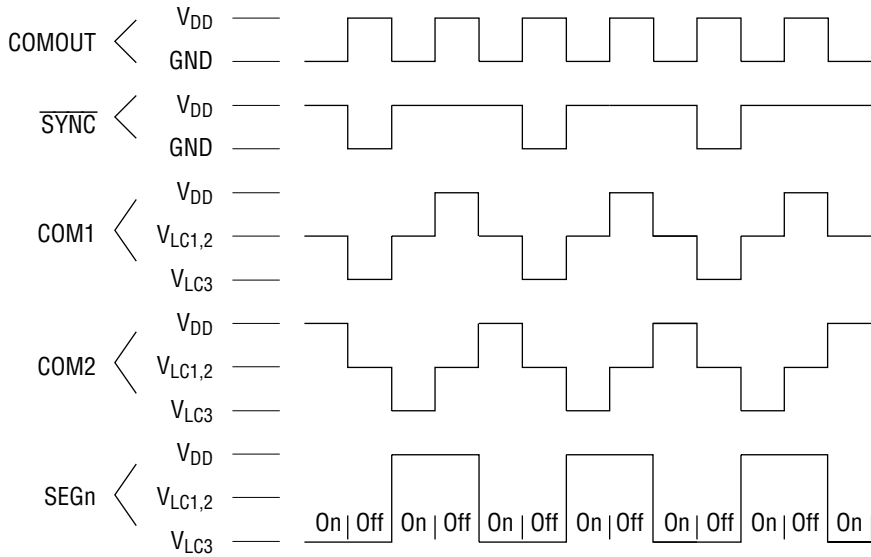 COMOUT
V_DD
GND
S̅Y̅N̅C̅
V_DD
GND
COM1
V_DD
V_LC1,2
V_LC3
COM2
V_DD
V_LC1,2
V_LC3
SEGn
V_DD
V_LC1,2
V_LC3
On | Off On | Off On | Off On | Off On | Off On | Off On |